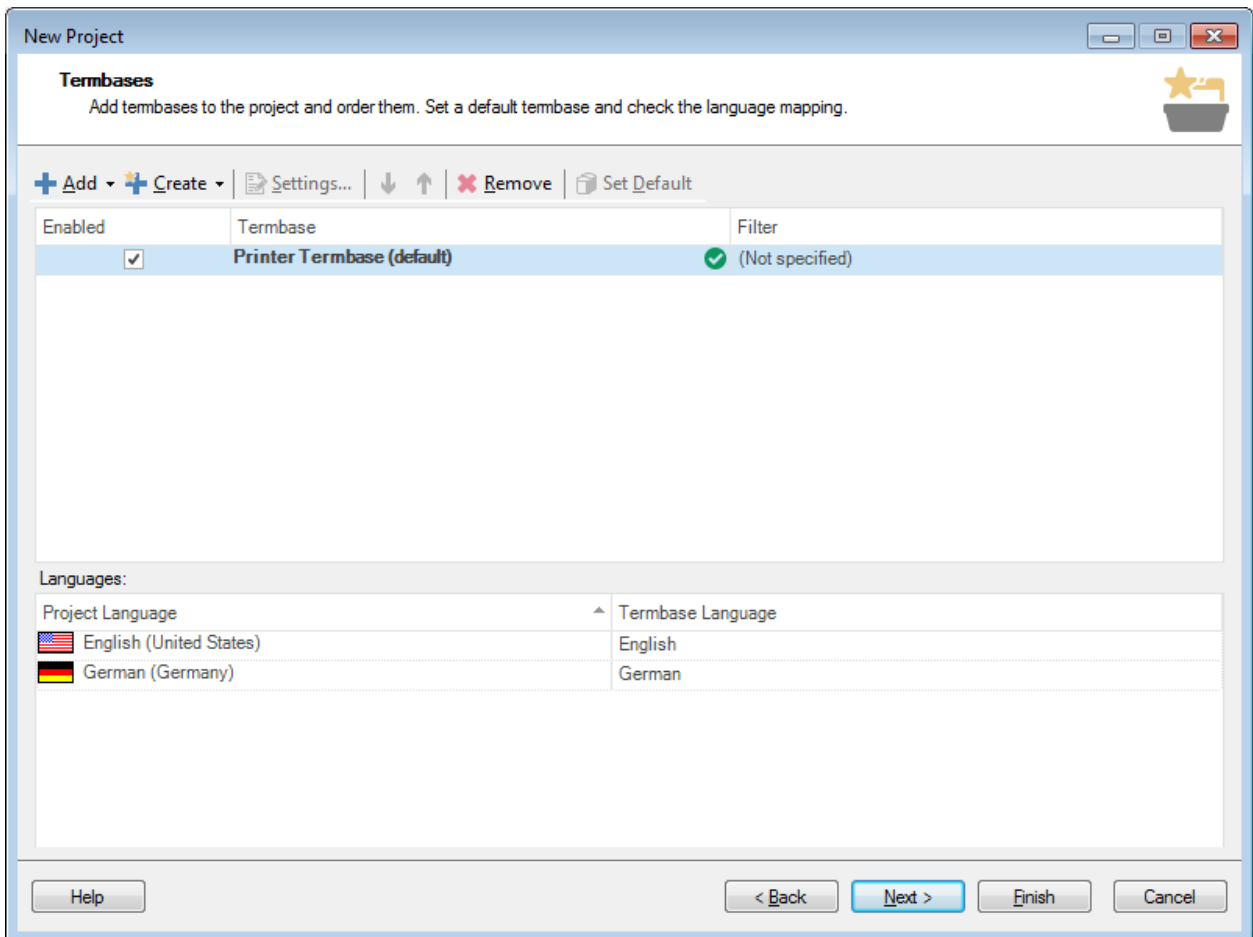 New Project
Termbases
Add termbases to the project and order them. Set a default termbase and check the language mapping.
Add Create Settings... Remove Set Default
Enabled Termbase Filter
Printer Termbase (default) (Not specified)
Languages:
Project Language Termbase Language
English (United States) English
German (Germany) German
Help < Back Next > Finish Cancel